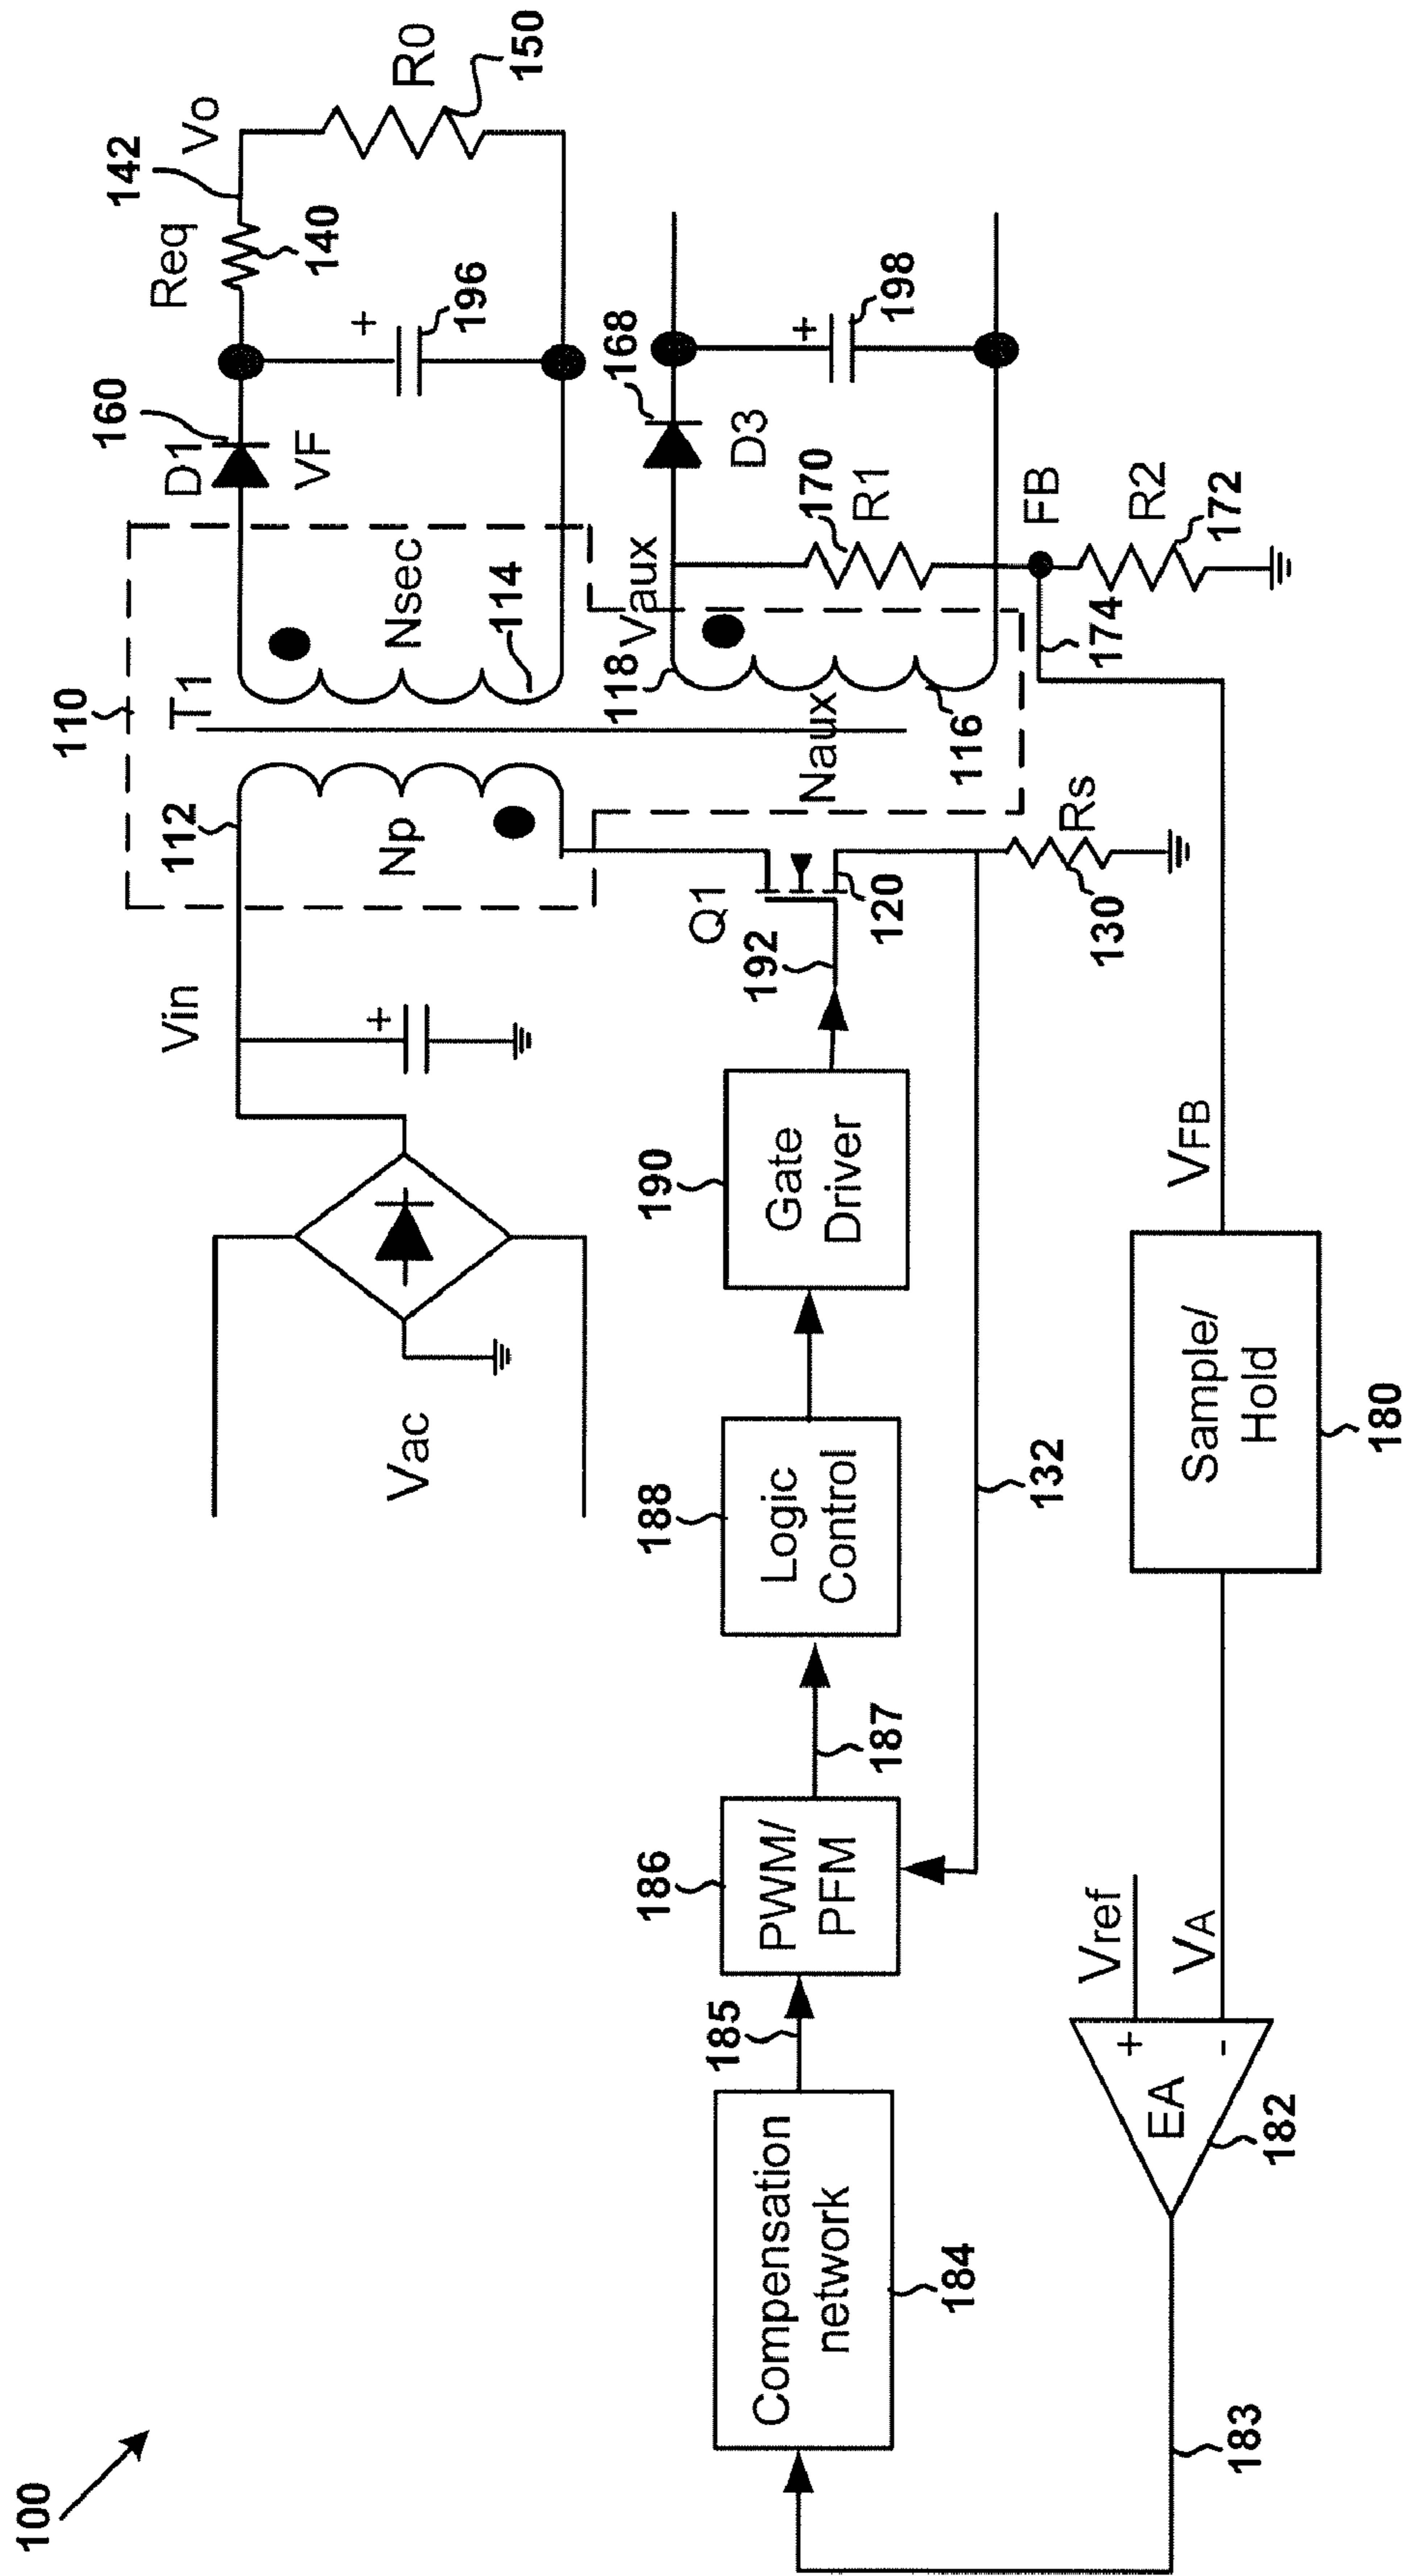 100
110
T1
112
Np
Nsec
114
D1
160
VF
Req
142
140
Vo
R0
150
+
196
Vin
+
Vac
118
Vaux
Naux
116
168
D3
+
198
170
R1
FB
R2
172
174
Q1
192
120
Rs
130
190
Gate
Driver
188
Logic
Control
187
186
PWM/
PFM
132
185
Compensation
network
184
VFB
Sample/
Hold
180
Vref
VA
+
-
EA
182
183